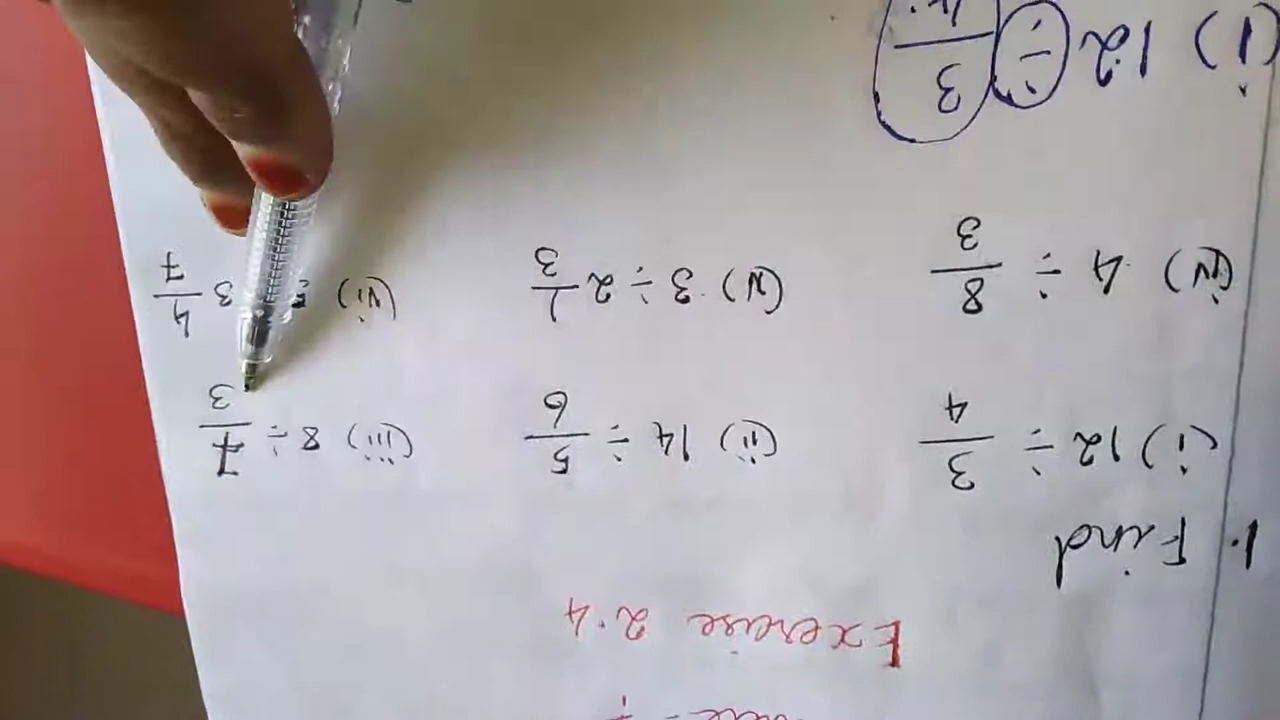 Exercise 2.4
1. Find
(i) 12 ÷ 3/4 (ii) 14 ÷ 5/6 (iii) 8 ÷ 7/3
(iv) 4 ÷ 8/3 (v) 3 ÷ 2 1/3 (vi) 3 4/7
(i) 12 ÷ 3/4